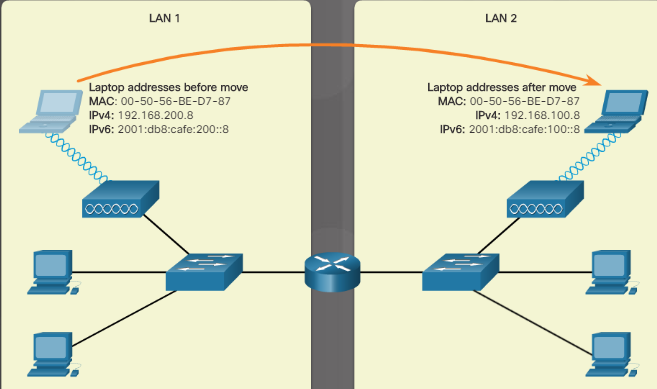 LAN 1
LAN 2
Laptop addresses before move
MAC: 00-50-56-BE-D7-87
IPv4: 192.168.200.8
IPv6: 2001:db8:cafe:200::8
Laptop addresses after move
MAC: 00-50-56-BE-D7-87
IPv4: 192.168.100.8
IPv6: 2001:db8:cafe:100::8